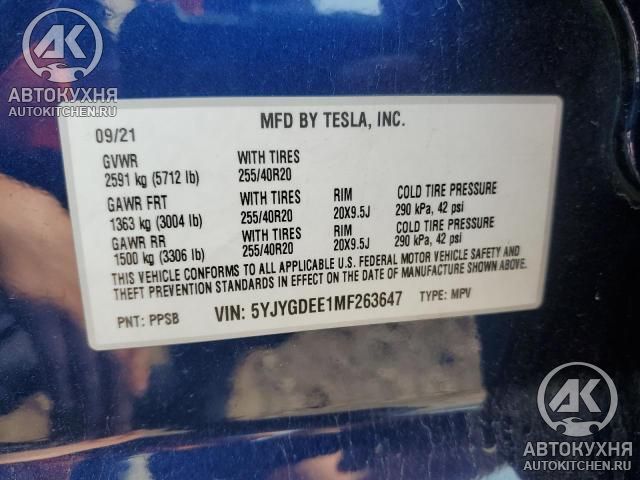 АК
АВТОКУХНЯ
AUTOKITCHEN.RU
09/21
MFD BY TESLA, INC.
GVWR WITH TIRES
2591 kg (5712 lb) 255/40R20
GAWR FRT WITH TIRES RIM COLD TIRE PRESSURE
1363 kg (3004 lb) 255/40R20 20X9.5J 290 kPa, 42 psi
GAWR RR WITH TIRES RIM COLD TIRE PRESSURE
1500 kg (3306 lb) 255/40R20 20X9.5J 290 kPa, 42 psi
THIS VEHICLE CONFORMS TO ALL APPLICABLE U.S. FEDERAL MOTOR VEHICLE SAFETY AND
THEFT PREVENTION STANDARDS IN EFFECT ON THE DATE OF MANUFACTURE SHOWN ABOVE.
PNT: PPSB VIN: 5YJYGDEE1MF263647 TYPE: MPV
АК
АВТОКУХНЯ
AUTOKITCHEN.RU